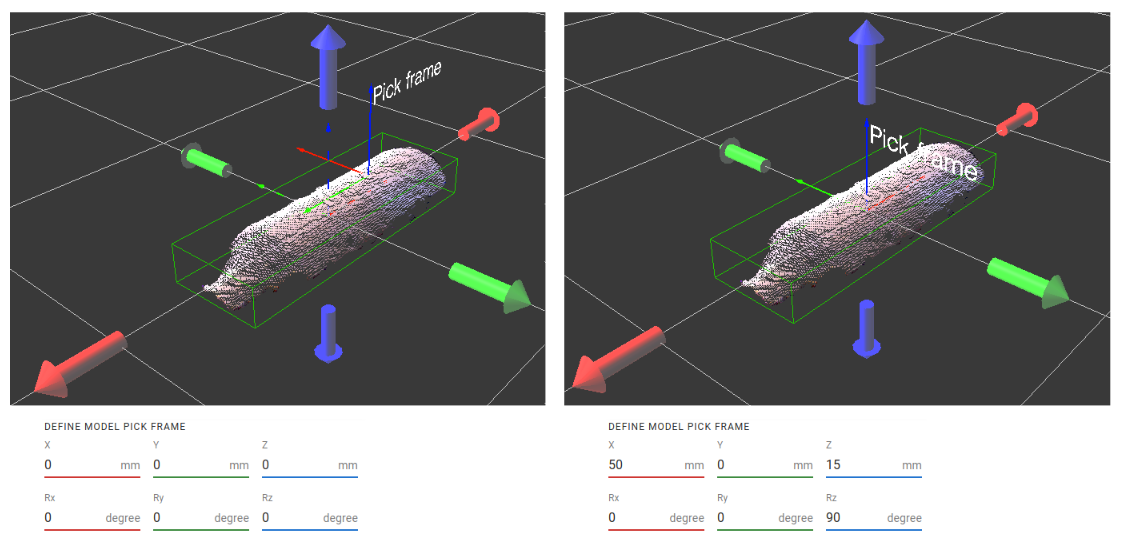 Pick frame
Pick frame
DEFINE MODEL PICK FRAME
X Y Z
0 mm 0 mm 0 mm
Rx Ry Rz
0 degree 0 degree 0 degree
DEFINE MODEL PICK FRAME
X Y Z
50 mm 0 mm 15 mm
Rx Ry Rz
0 degree 0 degree 90 degree